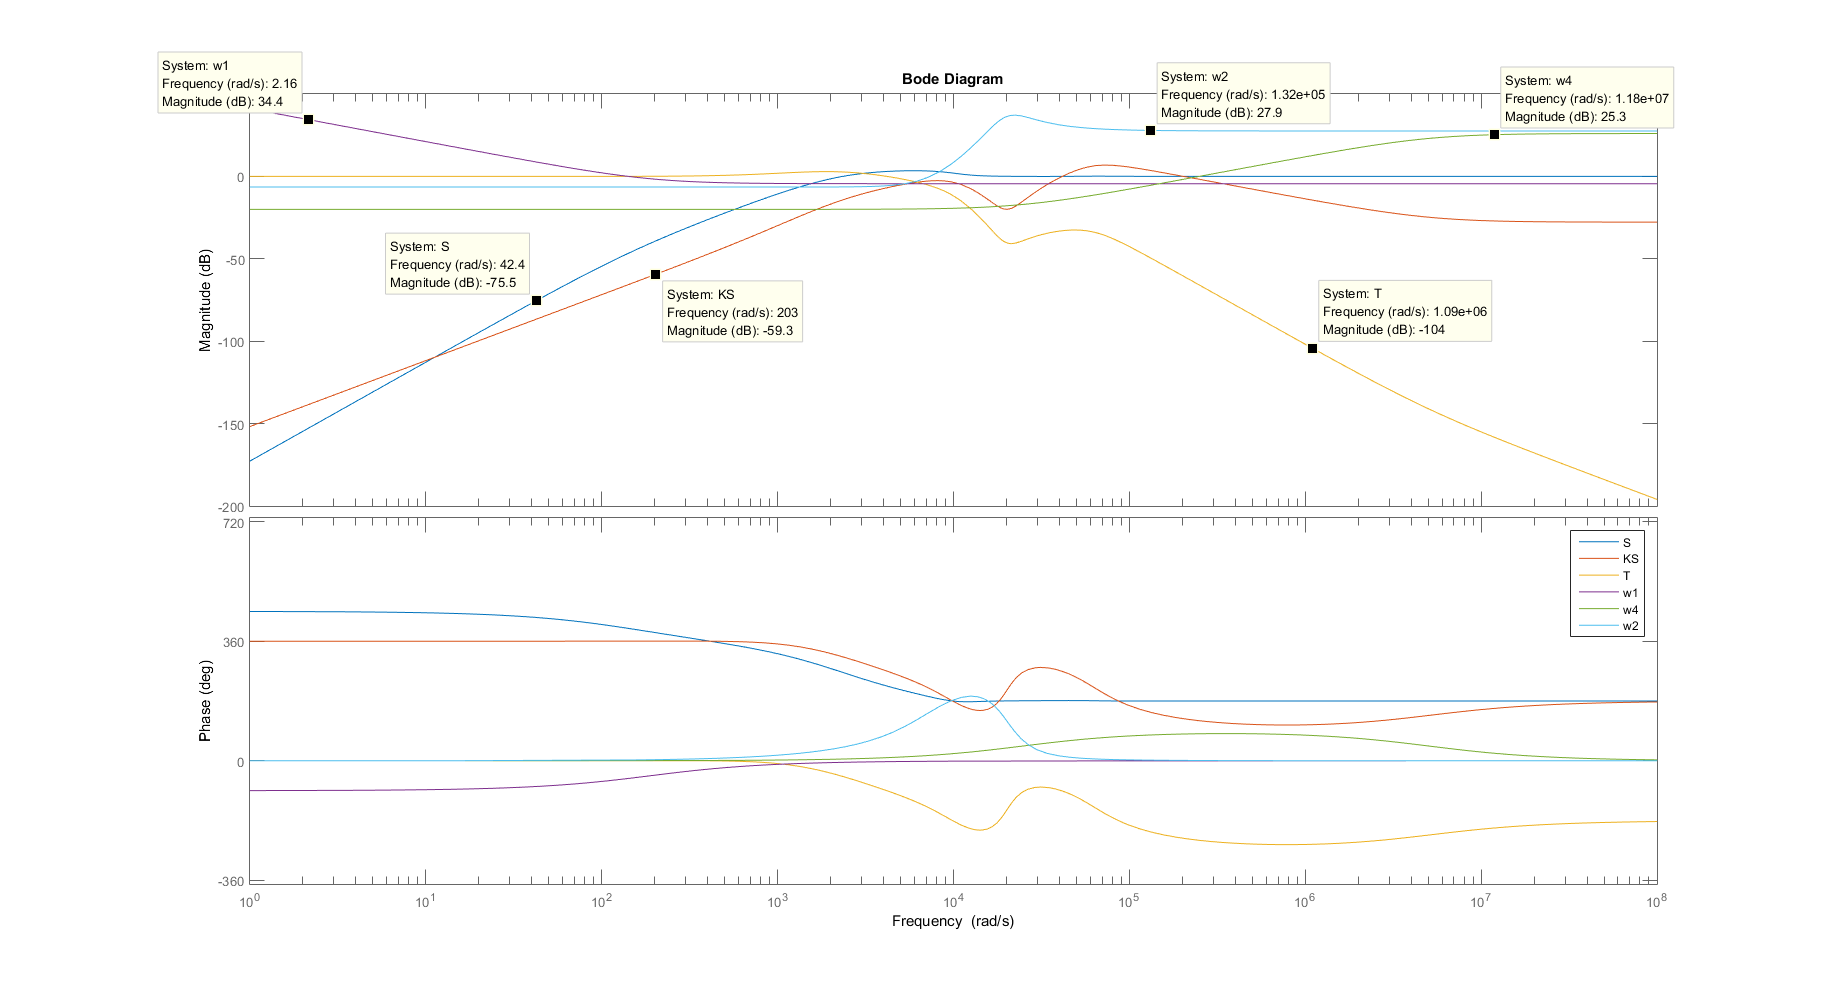 System: w1
Frequency (rad/s): 2.16
Magnitude (dB): 34.4
Bode Diagram
System: w2
Frequency (rad/s): 1.32e+05
Magnitude (dB): 27.9
System: w4
Frequency (rad/s): 1.18e+07
Magnitude (dB): 25.3
System: S
Frequency (rad/s): 42.4
Magnitude (dB): -75.5
System: KS
Frequency (rad/s): 203
Magnitude (dB): -59.3
System: T
Frequency (rad/s): 1.09e+06
Magnitude (dB): -104
Magnitude (dB)
0
-50
-100
-150
-200
Phase (deg)
720
360
0
-360
S
KS
T
w1
w4
w2
10^0 10^1 10^2 10^3 10^4 10^5 10^6 10^7 10^8
Frequency (rad/s)